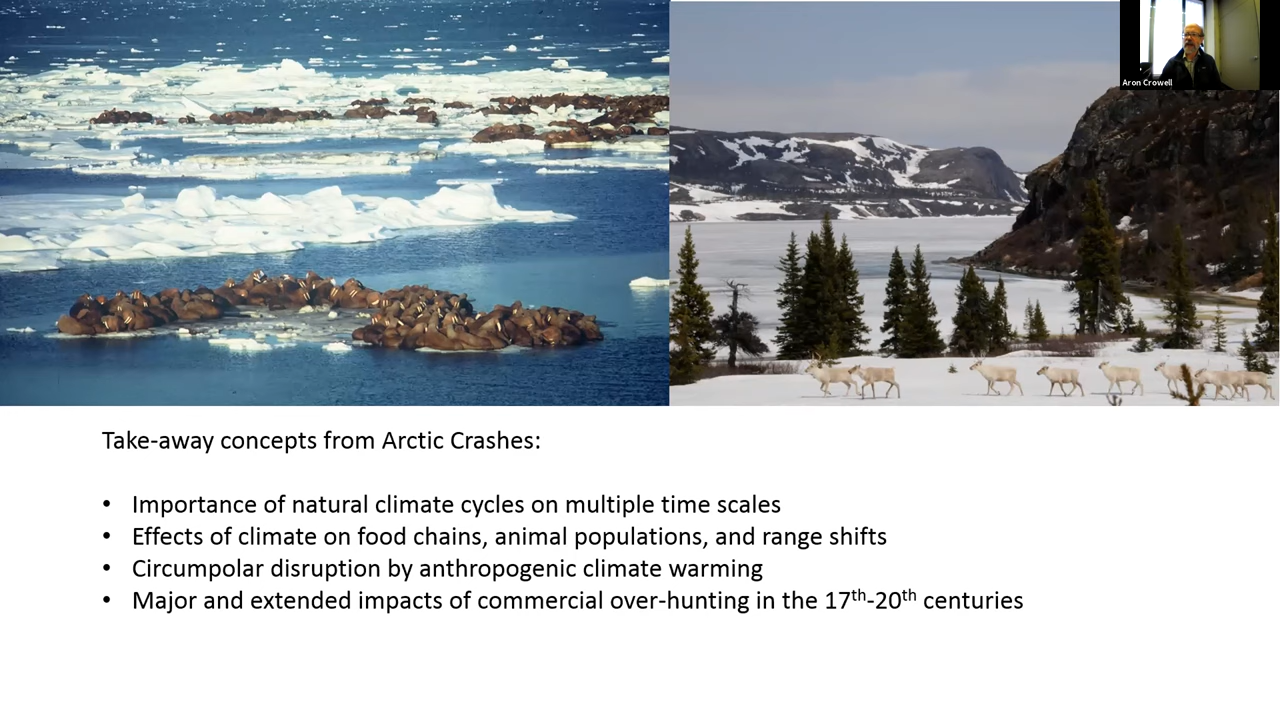 Aron Crowell
Take-away concepts from Arctic Crashes:
• Importance of natural climate cycles on multiple time scales
• Effects of climate on food chains, animal populations, and range shifts
• Circumpolar disruption by anthropogenic climate warming
• Major and extended impacts of commercial over-hunting in the 17th-20th centuries